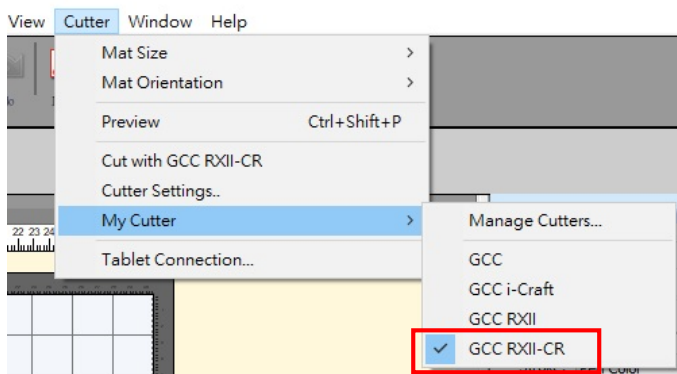 View Cutter Window Help
Mat Size
Mat Orientation
Preview Ctrl+Shift+P
Cut with GCC RXII-CR
Cutter Settings..
My Cutter
Tablet Connection...
22 23 24
Manage Cutters...
GCC
GCC i-Craft
GCC RXII
GCC RXII-CR